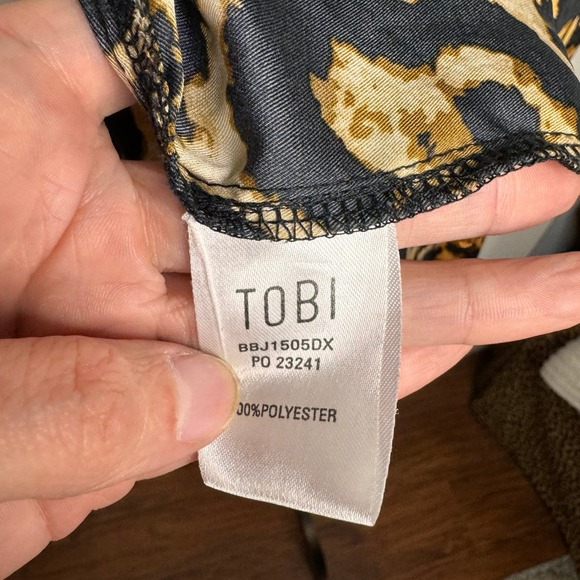 TOBI
BBJ1505DX
PO 23241
00%POLYESTER